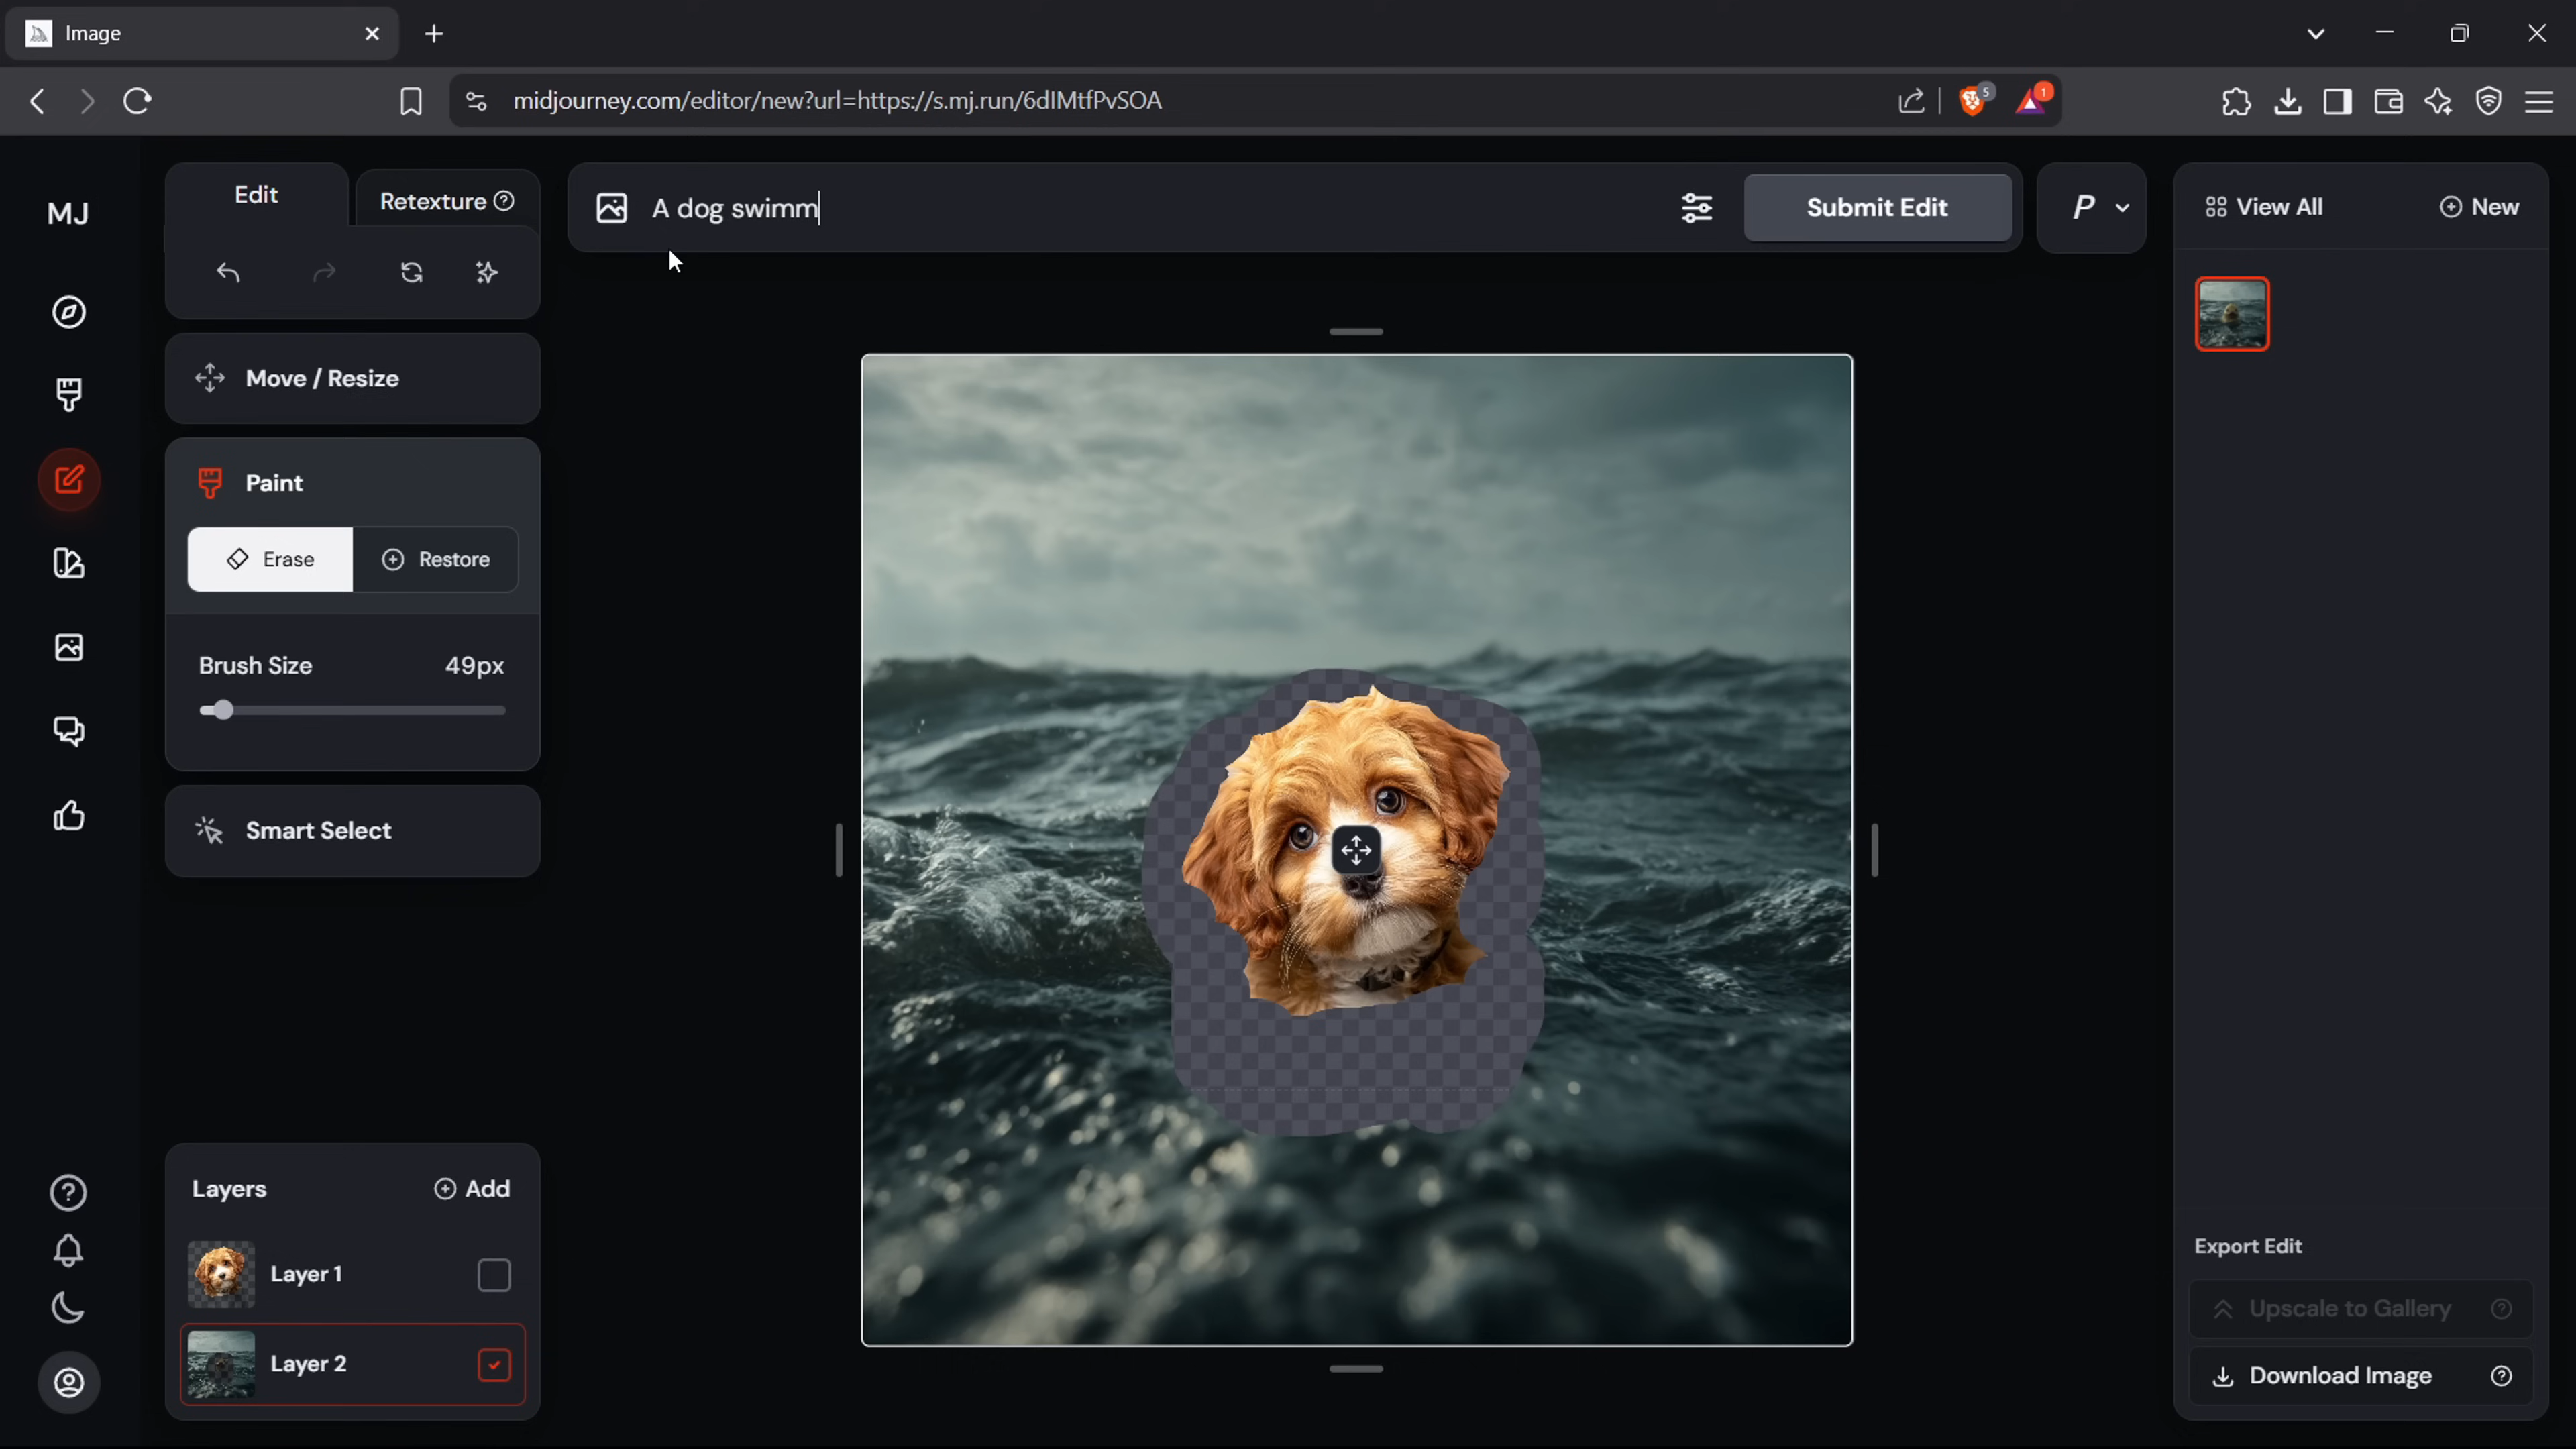 Image
midjourney.com/editor/new?url=https://s.mj.run/6dIMtfPvSOA
5
1
MJ
Edit
Retexture
A dog swimm
Submit Edit
P
View All
New
Move / Resize
Paint
Erase
Restore
Brush Size
49px
Smart Select
Layers
Add
Layer 1
Layer 2
Export Edit
Upscale to Gallery
Download Image